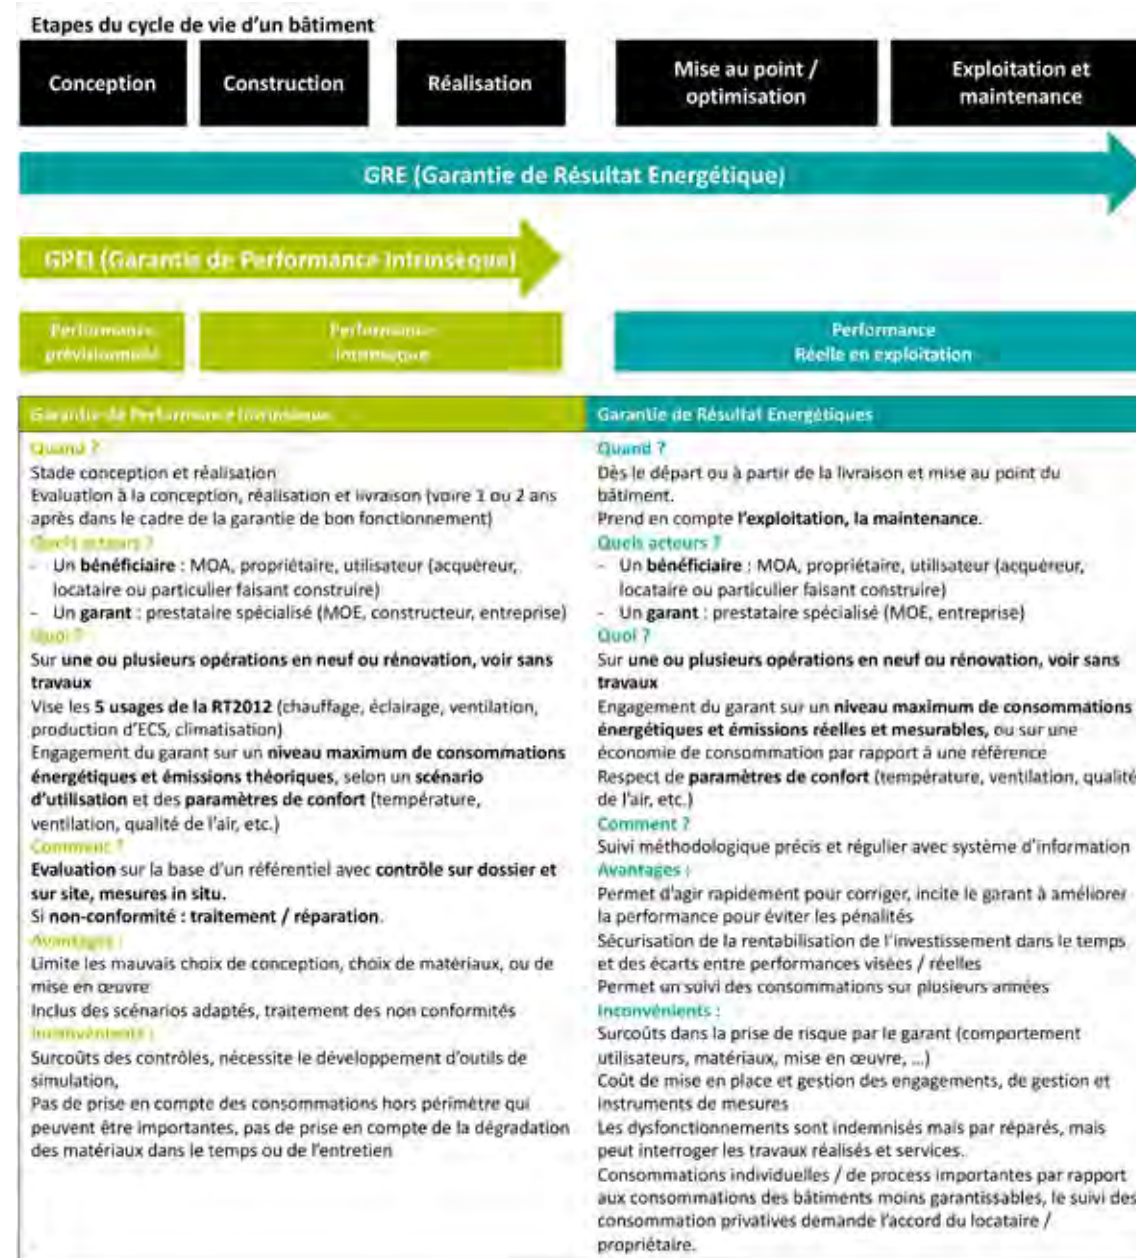 Etapes du cycle de vie d'un bâtiment
Conception
Construction
Réalisation
Mise au point /
optimisation
Exploitation et
maintenance
GRE (Garantie de Résultat Energétique)
GPEI (Garantie de Performance Intrinsèque)
Performance
prévisionnelle
Performance
intrinsèque
Performance
Réelle en exploitation
Garantie de Performance Intrinsèque
Quand ?
Stade conception et réalisation
Evaluation à la conception, réalisation et livraison (voire 1 ou 2 ans
après dans le cadre de la garantie de bon fonctionnement)
Quels acteurs ?
- Un bénéficiaire : MOA, propriétaire, utilisateur (acquéreur,
locataire ou particulier faisant construire)
- Un garant : prestataire spécialisé (MOE, constructeur, entreprise)
Quoi ?
Sur une ou plusieurs opérations en neuf ou rénovation, voir sans
travaux
Vise les 5 usages de la RT2012 (chauffage, éclairage, ventilation,
production d'ECS, climatisation)
Engagement du garant sur un niveau maximum de consommations
énergétiques et émissions théoriques, selon un scénario
d'utilisation et des paramètres de confort (température,
ventilation, qualité de l'air, etc.)
Comment ?
Evaluation sur la base d'un référentiel avec contrôle sur dossier et
sur site, mesures in situ.
Si non-conformité : traitement / réparation.
Avantages :
Limite les mauvais choix de conception, choix de matériaux, ou de
mise en œuvre
Inclus des scénarios adaptés, traitement des non conformités
Inconvénients :
Surcoûts des contrôles, nécessite le développement d'outils de
simulation,
Pas de prise en compte des consommations hors périmètre qui
peuvent être importantes, pas de prise en compte de la dégradation
des matériaux dans le temps ou de l'entretien
Garantie de Résultat Energétiques
Quand ?
Dès le départ ou à partir de la livraison et mise au point du
bâtiment.
Prend en compte l'exploitation, la maintenance.
Quels acteurs ?
- Un bénéficiaire : MOA, propriétaire, utilisateur (acquéreur,
locataire ou particulier faisant construire)
- Un garant : prestataire spécialisé (MOE, entreprise)
Quoi ?
Sur une ou plusieurs opérations en neuf ou rénovation, voir sans
travaux
Engagement du garant sur un niveau maximum de consommations
énergétiques et émissions réelles et mesurables, ou sur une
économie de consommation par rapport à une référence
Respect de paramètres de confort (température, ventilation, qualité
de l'air, etc.)
Comment ?
Suivi méthodologique précis et régulier avec système d'information
Avantages :
Permet d'agir rapidement pour corriger, incite le garant à améliorer
la performance pour éviter les pénalités
Sécurisation de la rentabilisation de l'investissement dans le temps
et des écarts entre performances visées / réelles
Permet un suivi des consommations sur plusieurs années
Inconvénients :
Surcoûts dans la prise de risque par le garant (comportement
utilisateurs, matériaux, mise en œuvre, ...)
Coût de mise en place et gestion des engagements, de gestion et
instruments de mesures
Les dysfonctionnements sont indemnisés mais par réparés, mais
peut interroger les travaux réalisés et services.
Consommations individuelles / de process importantes par rapport
aux consommations des bâtiments moins garantissables, le suivi des
consommation privatives demande l'accord du locataire /
propriétaire.